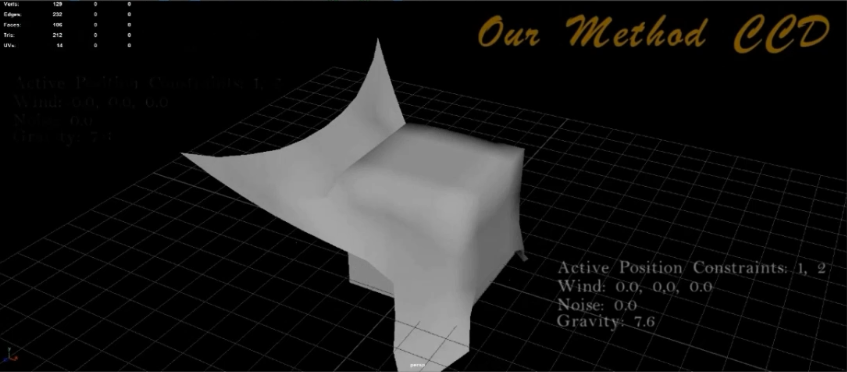 Verts: 129 0 0
Edges: 232 0 0
Faces: 106 0 0
Tris: 212 0 0
UVs: 14 0 0
Our Method CCD
Active Position Constraints: 1,
Wind: 0.0, 0.0, 0.0
Noise: 0.0
Gravity: 7.
Active Position Constraints: 1, 2
Wind: 0.0, 0,0, 0.0
Noise: 0.0
Gravity: 7.6
persp